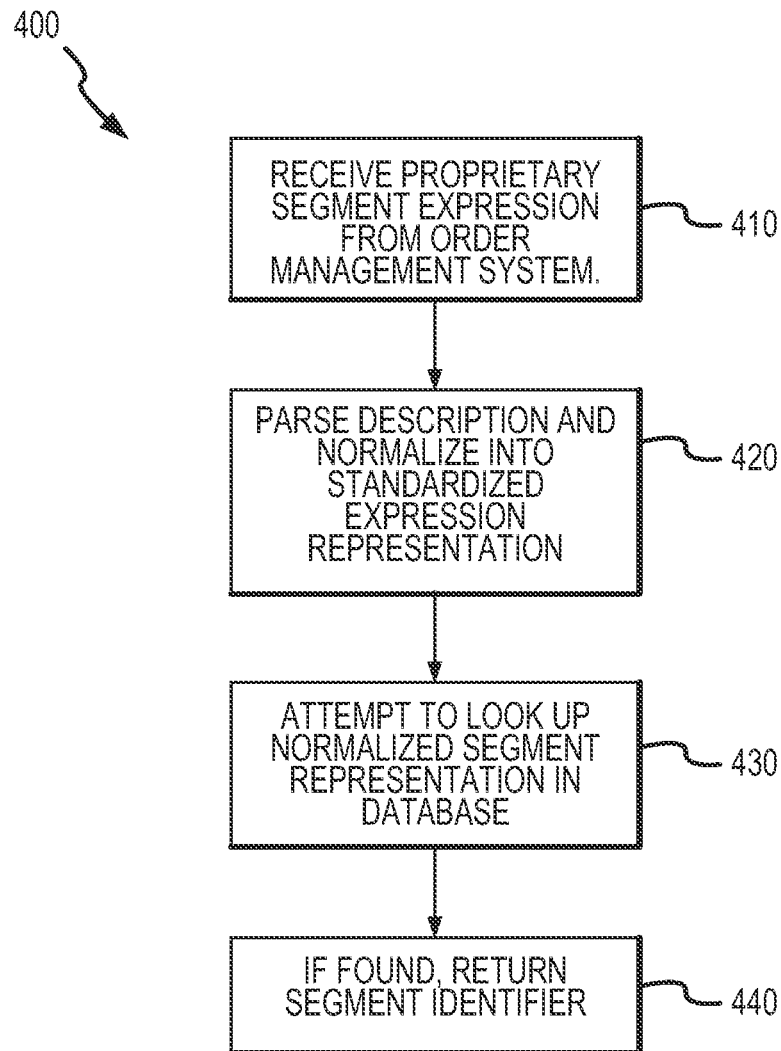 400
RECEIVE PROPRIETARY
SEGMENT EXPRESSION
FROM ORDER
MANAGEMENT SYSTEM.
410
PARSE DESCRIPTION AND
NORMALIZE INTO
STANDARDIZED
EXPRESSION
REPRESENTATION
420
ATTEMPT TO LOOK UP
NORMALIZED SEGMENT
REPRESENTATION IN
DATABASE
430
IF FOUND, RETURN
SEGMENT IDENTIFIER
440